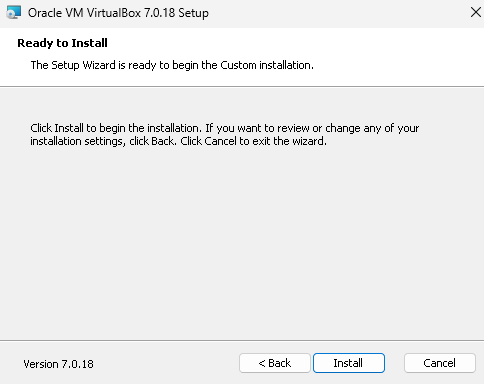 Oracle VM VirtualBox 7.0.18 Setup
Ready to Install
The Setup Wizard is ready to begin the Custom installation.
Click Install to begin the installation. If you want to review or change any of your
installation settings, click Back. Click Cancel to exit the wizard.
Version 7.0.18
< Back
Install
Cancel